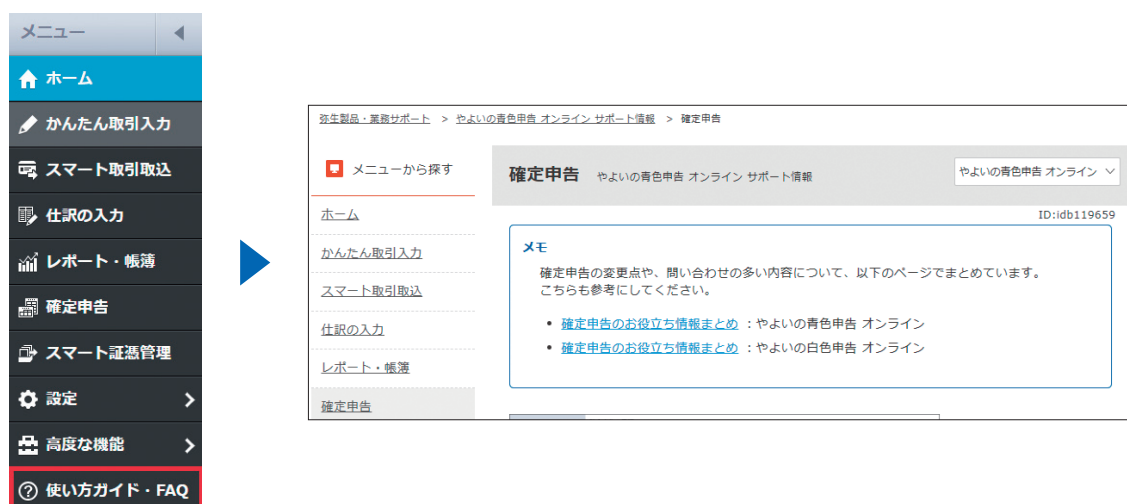 メニュー
ホーム
かんたん取引入力
スマート取引取込
仕訳の入力
レポート・帳簿
確定申告
スマート証憑管理
設定
高度な機能
使い方ガイド・FAQ
弥生製品・業務サポート > やよいの青色申告 オンライン サポート情報 > 確定申告
メニューから探す
ホーム
かんたん取引入力
スマート取引取込
仕訳の入力
レポート・帳簿
確定申告
確定申告 やよいの青色申告 オンライン サポート情報
やよいの青色申告 オンライン
ID:idb119659
メモ
確定申告の変更点や、問い合わせの多い内容について、以下のページでまとめています。
こちらも参考にしてください。
• 確定申告のお役立ち情報まとめ ：やよいの青色申告 オンライン
• 確定申告のお役立ち情報まとめ ：やよいの白色申告 オンライン